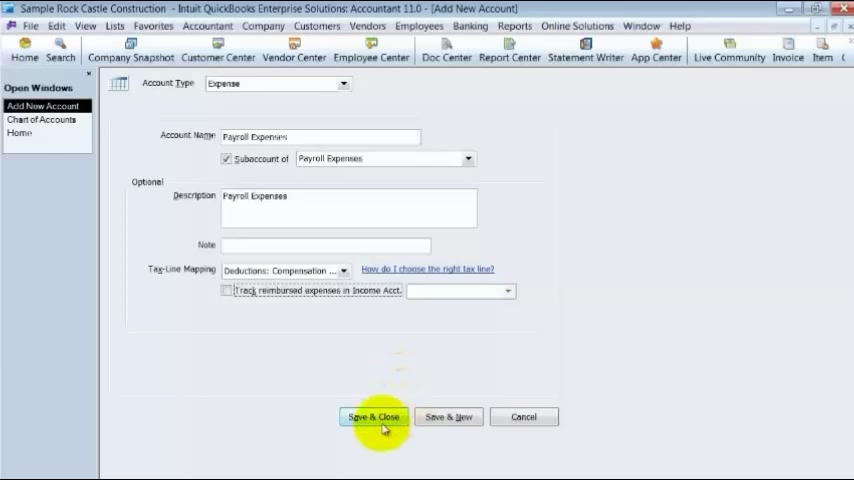 Sample Rock Castle Construction - Intuit QuickBooks Enterprise Solutions: Accountant 11.0 - [Add New Account]
File Edit View Lists Favorites Accountant Company Customers Vendors Employees Banking Reports Online Solutions Window Help
Home Search Company Snapshot Customer Center Vendor Center Employee Center Doc Center Report Center Statement Writer App Center Live Community Invoice Item
Open Windows
Add New Account
Chart of Accounts
Home
Account Type Expense
Account Name Payroll Expenses
Subaccount of Payroll Expenses
Optional
Description Payroll Expenses
Note
Tax-Line Mapping Deductions: Compensation ... How do I choose the right tax line?
Track reimbursed expenses in Income Acct.
Save & Close Save & New Cancel